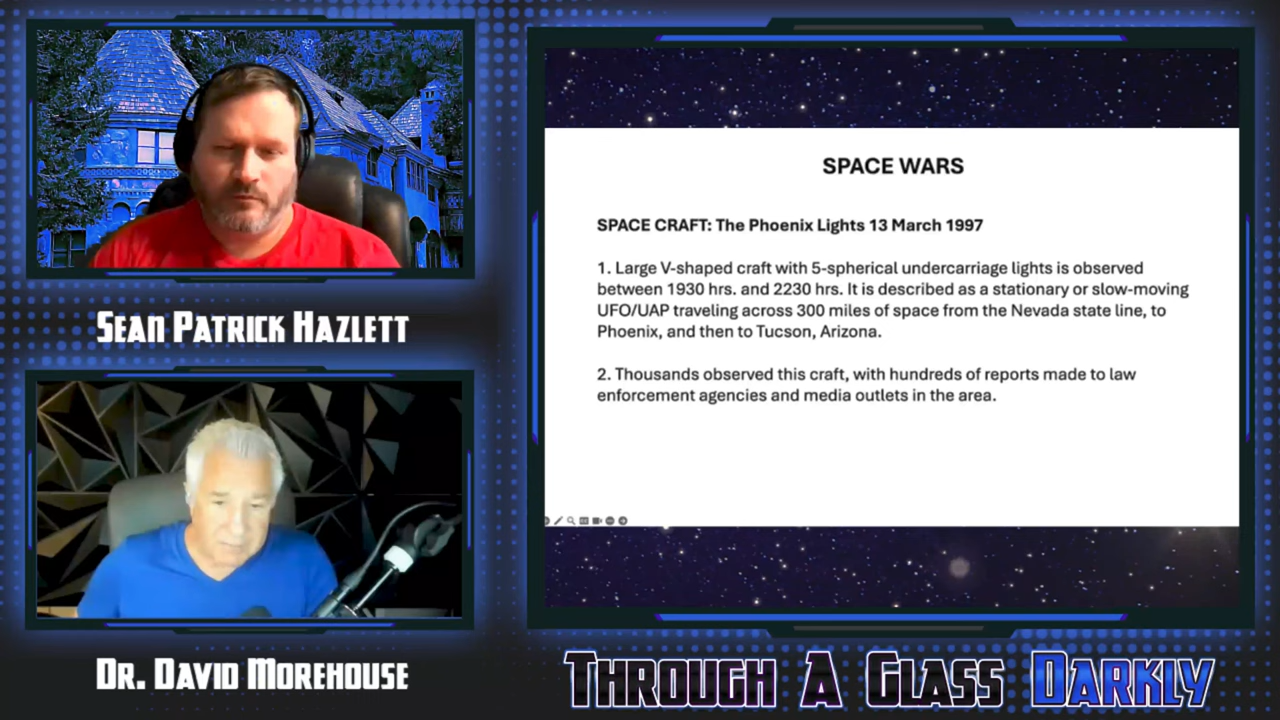 SEAN PATRICK HAZLETT
DR. DAVID MOREHOUSE
SPACE WARS
SPACE CRAFT: The Phoenix Lights 13 March 1997
1. Large V-shaped craft with 5-spherical undercarriage lights is observed
between 1930 hrs. and 2230 hrs. It is described as a stationary or slow-moving
UFO/UAP traveling across 300 miles of space from the Nevada state line, to
Phoenix, and then to Tucson, Arizona.
2. Thousands observed this craft, with hundreds of reports made to law
enforcement agencies and media outlets in the area.
THROUGH A GLASS DARKLY